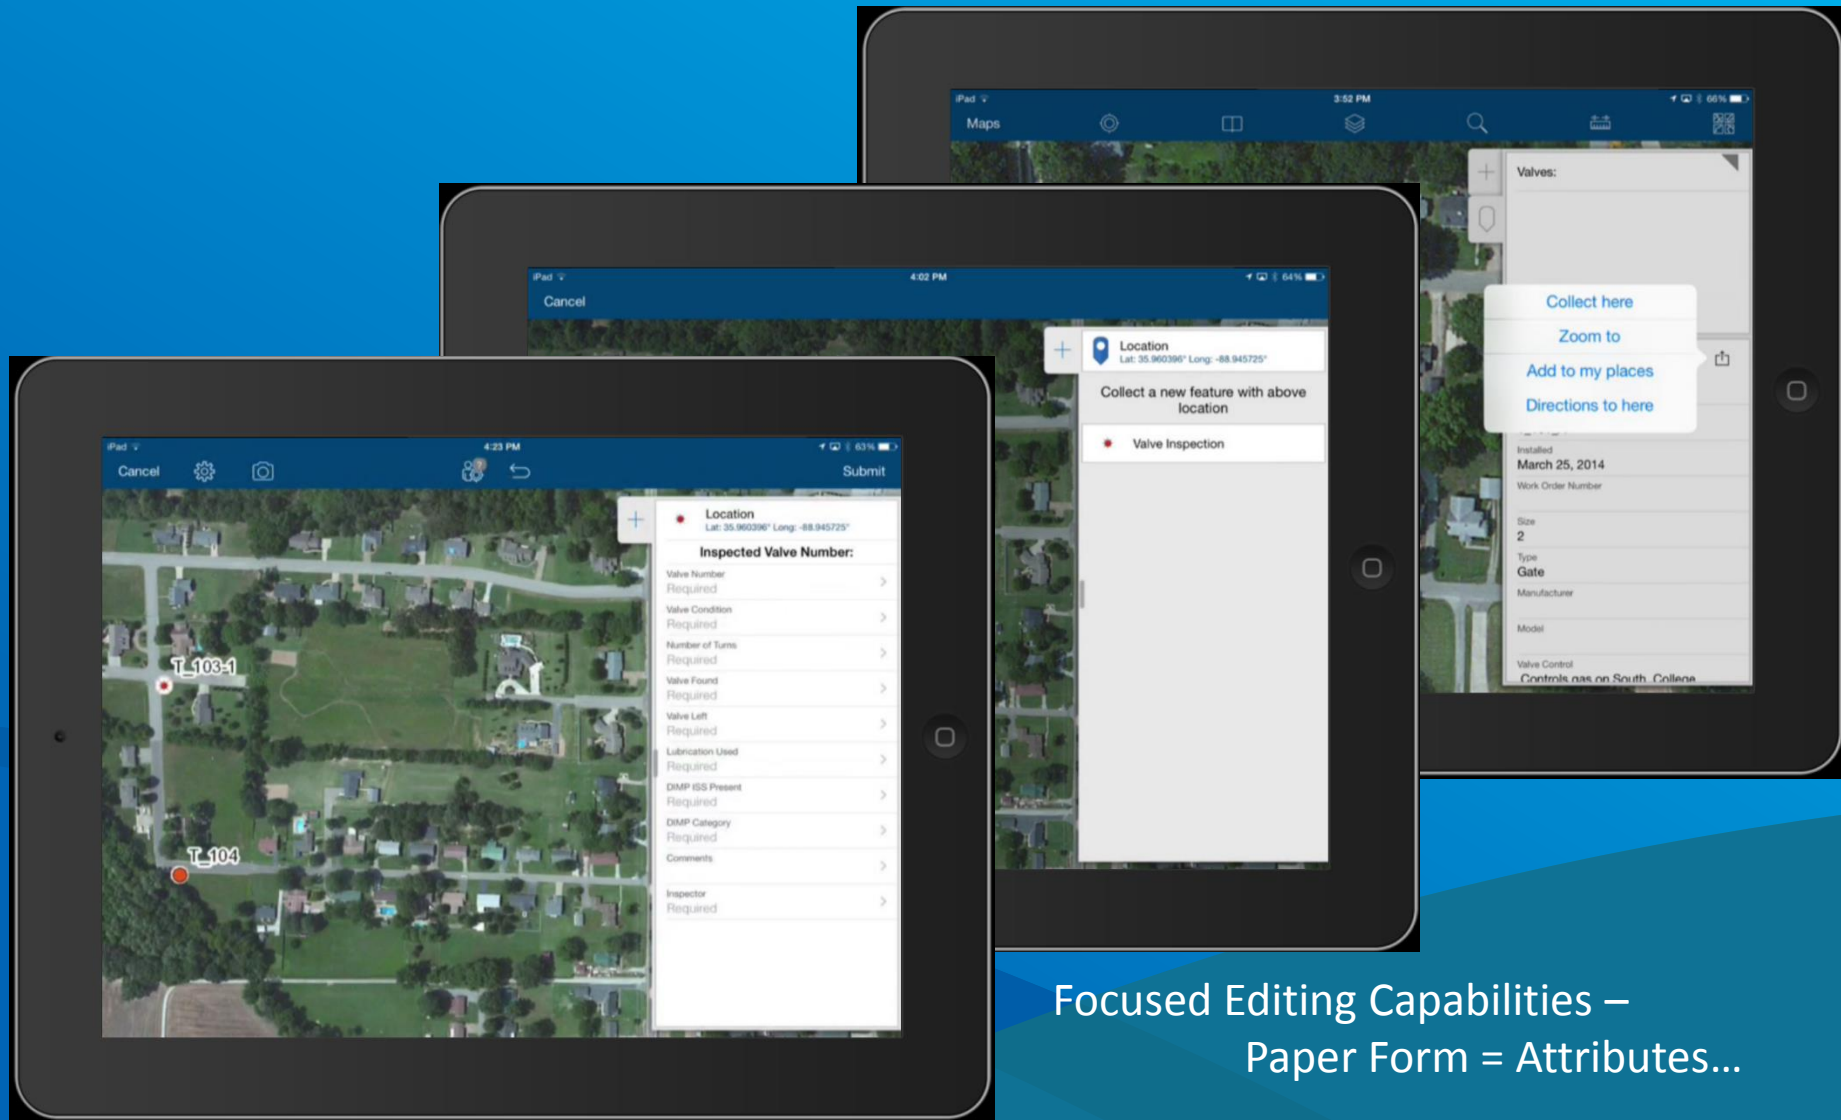 iPad
3:52 PM
66%
Maps
Valves:
Collect here
Zoom to
Add to my places
Directions to here
Installed
March 25, 2014
Work Order Number
Size
2
Type
Gate
Manufacturer
Model
Valve Control
Controls gas on South College
iPad
4:02 PM
64%
Cancel
Location
Lat: 35.960396° Long: -88.945725°
Collect a new feature with above
location
Valve Inspection
iPad
4:23 PM
63%
Cancel
Submit
Location
Lat: 35.960396° Long: -88.945725°
Inspected Valve Number:
Valve Number
Required
Valve Condition
Required
Number of Turns
Required
Valve Found
Required
Valve Left
Required
Lubrication Used
Required
DIMP ISS Present
Required
DIMP Category
Required
Comments
Inspector
Required
T_103-1
T_104
Focused Editing Capabilities –
Paper Form = Attributes...